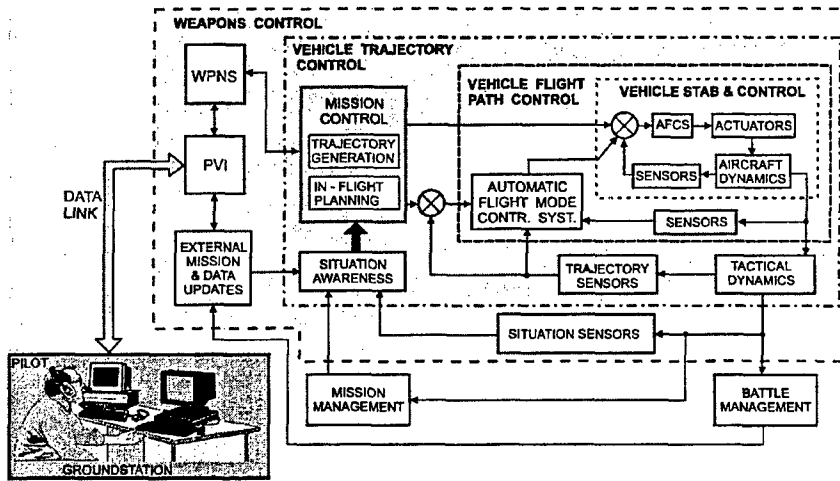 WEAPONS CONTROL
VEHICLE TRAJECTORY
CONTROL
WPNS
MISSION
CONTROL
TRAJECTORY
GENERATION
IN - FLIGHT
PLANNING
VEHICLE FLIGHT
PATH CONTROL
VEHICLE STAB & CONTROL
AFCS
ACTUATORS
SENSORS
AIRCRAFT
DYNAMICS
PVI
DATA
LINK
AUTOMATIC
FLIGHT MODE
CONTR. SYST.
SENSORS
EXTERNAL
MISSION
& DATA
UPDATES
SITUATION
AWARENESS
TRAJECTORY
SENSORS
TACTICAL
DYNAMICS
SITUATION SENSORS
PILOT
GROUNDSTATION
MISSION
MANAGEMENT
BATTLE
MANAGEMENT